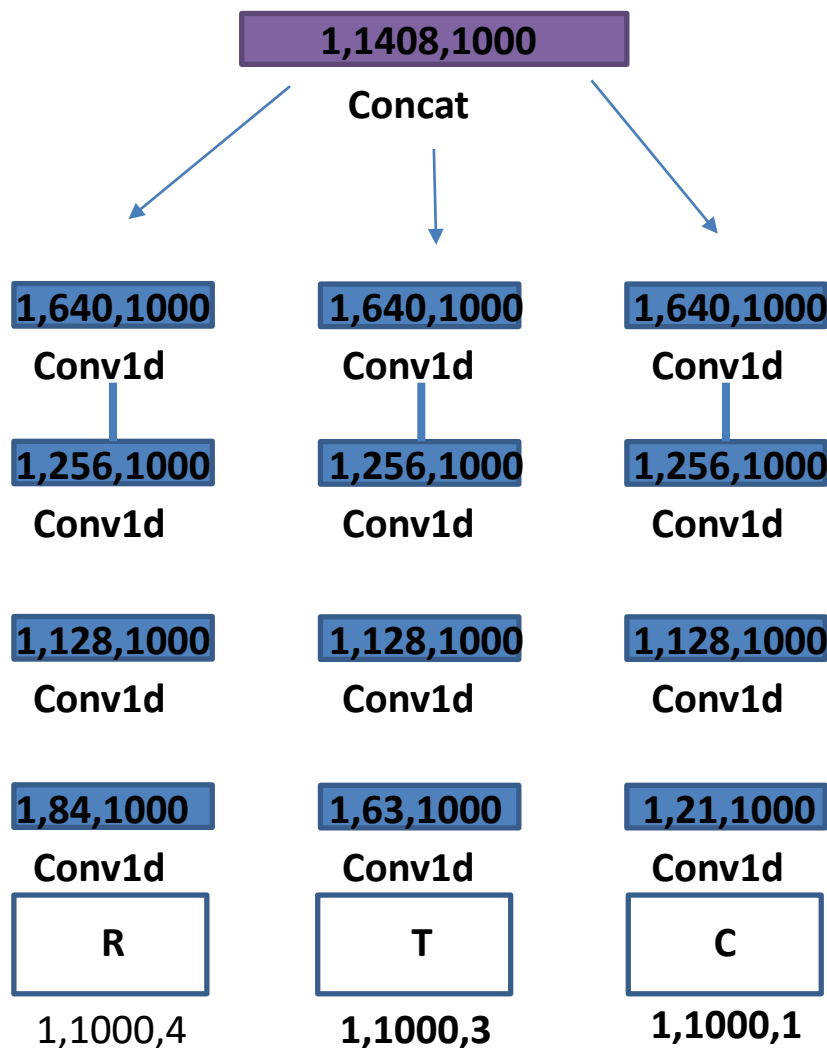 1,1408,1000
Concat
1,640,1000 1,640,1000 1,640,1000
Conv1d Conv1d Conv1d
1,256,1000 1,256,1000 1,256,1000
Conv1d Conv1d Conv1d
1,128,1000 1,128,1000 1,128,1000
Conv1d Conv1d Conv1d
1,84,1000 1,63,1000 1,21,1000
Conv1d Conv1d Conv1d
R T C
1,1000,4 1,1000,3 1,1000,1